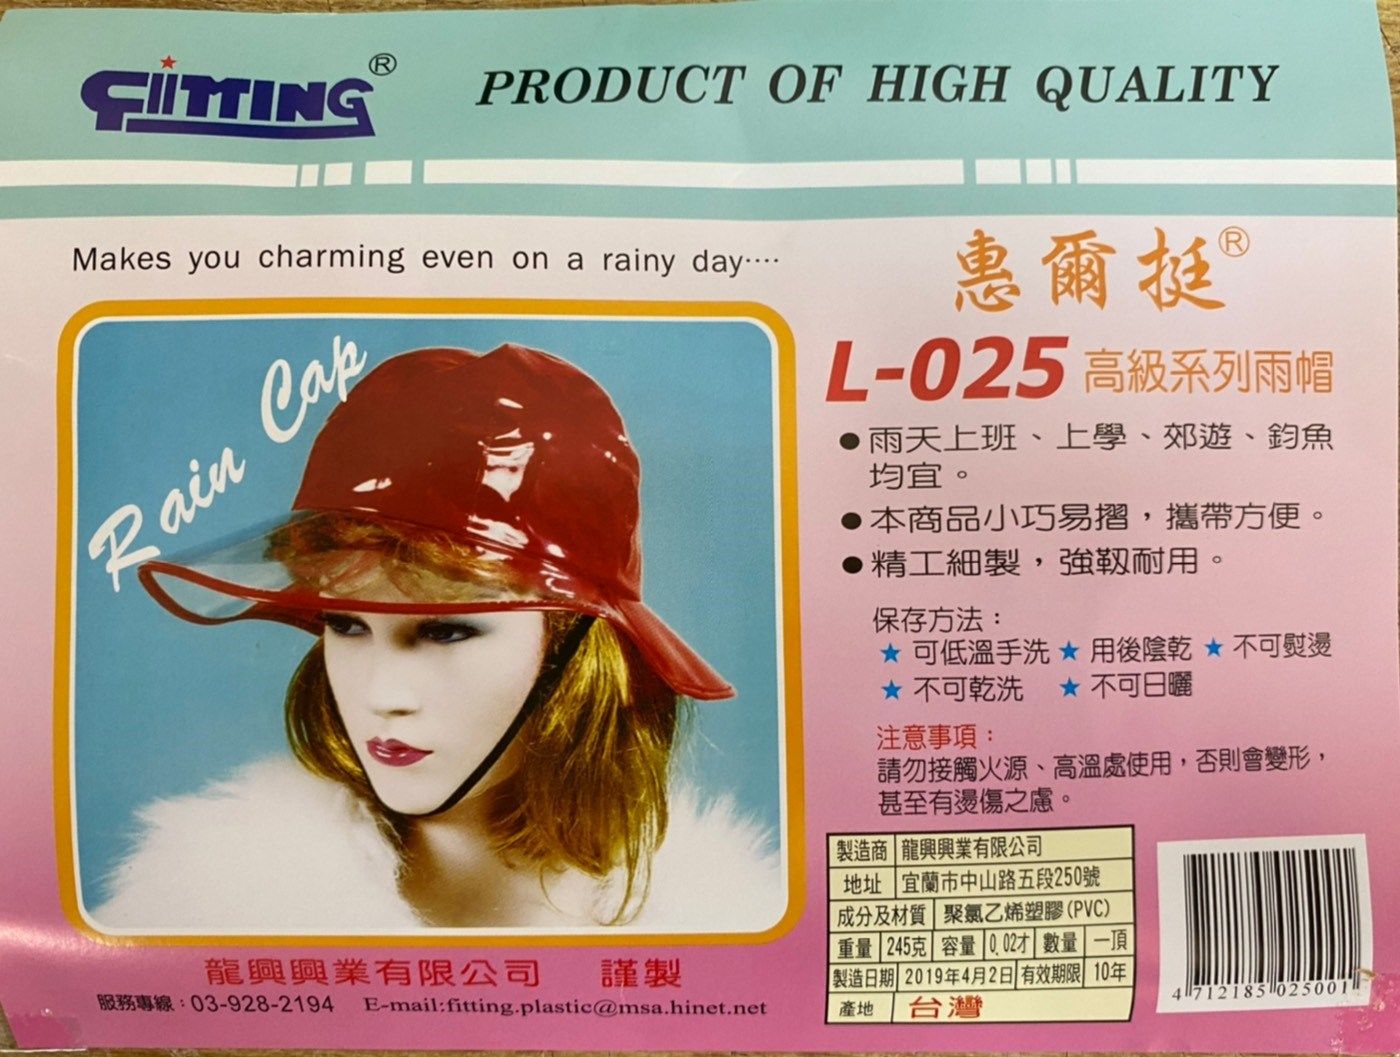 FIITTING®
PRODUCT OF HIGH QUALITY
Makes you charming even on a rainy day····
Rain Cap
惠爾挺®
L-025 高級系列雨帽
●雨天上班、上學、郊遊、鈞魚
均宜。
●本商品小巧易摺，攜帶方便。
●精工細製，強韌耐用。
保存方法：
★ 可低溫手洗 ★ 用後陰乾 ★ 不可熨燙
★ 不可乾洗 ★ 不可日曬
注意事項：
請勿接觸火源、高溫處使用，否則會變形，
甚至有燙傷之慮。
製造商 龍興興業有限公司
地址 宜蘭市中山路五段250號
成分及材質 聚氯乙烯塑膠(PVC)
重量 245克 容量 0.02才 數量 一頂
製造日期 2019年4月2日 有效期限 10年
產地 台灣
4 712185 025001
龍興興業有限公司 謹製
服務專線：03-928-2194 E-mail:fitting.plastic@msa.hinet.net